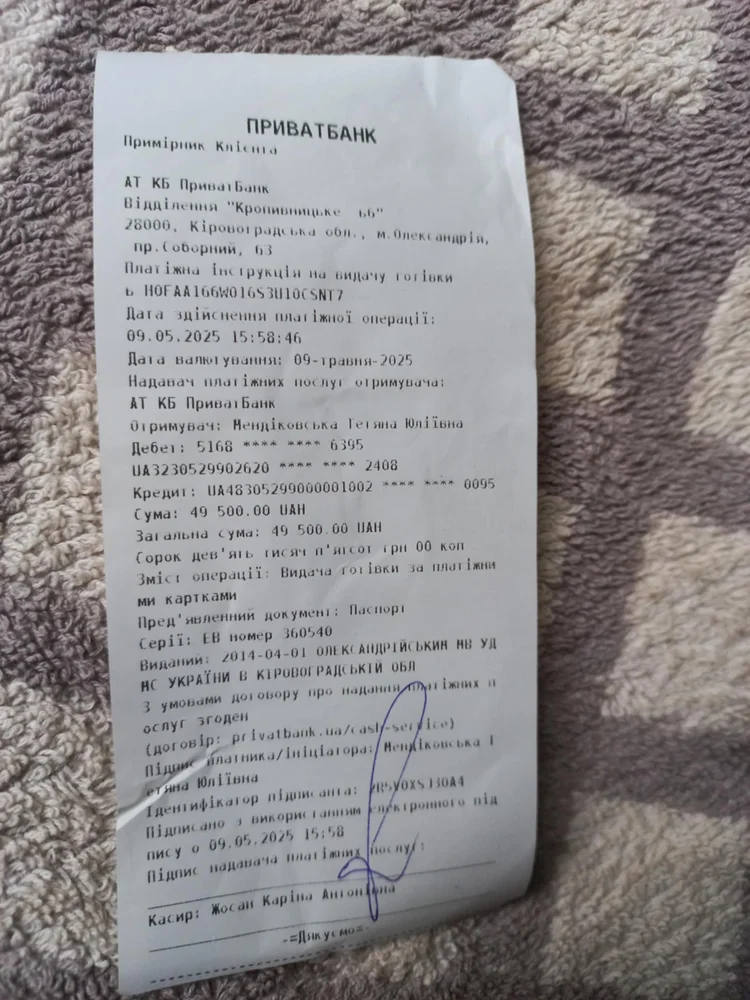 ПРИВАТБАНК
Примірник Клієнта
АТ КБ ПриватБанк
Відділення "Кропивницьке 66"
28000, Кіровоградська обл., м.Олександрія,
пр.Соборний, 63
Платіжна інструкція на видачу готівки
ь H0FAA166W016S3U10CSNT7
Дата здійснення платіжної операції:
09.05.2025 15:58:46
Дата валютування: 09-травня-2025
Надавач платіжних послуг отримувача:
АТ КБ ПриватБанк
Отримувач: Мендіковська Тетяна Юліївна
Дебет: 5168 **** **** 6395
UA3230529902620 **** **** 2408
Кредит: UA48305299000001002 **** **** 0095
Сума: 49 500.00 UAH
Загальна сума: 49 500.00 UAH
Сорок дев'ять тисяч п'ятсот грн 00 коп
Зміст операції: Видача готівки за платіжни
ми картками
Пред'явленний документ: Паспорт
Серії: ЕВ номер 360540
Виданий: 2014-04-01 ОЛЕКСАНДРІЙСЬКИМ МВ УД
МС УКРАЇНИ В КІРОВОГРАДСЬКІЙ ОБЛ
З умовами договору про надання платіжних п
ослуг згоден
(договір: privatbank.ua/cash-service)
Підпис платника/ініціатора: Мендіковська Т
етяна Юліївна
Ідентифікатор підписанта:
Підписано з використанням електронного під
пису о 09.05.2025 15:58
Підпис надавача платіжних послуг:
Касир: Жосан Каріна Антонівна
-=Дякуємо=-